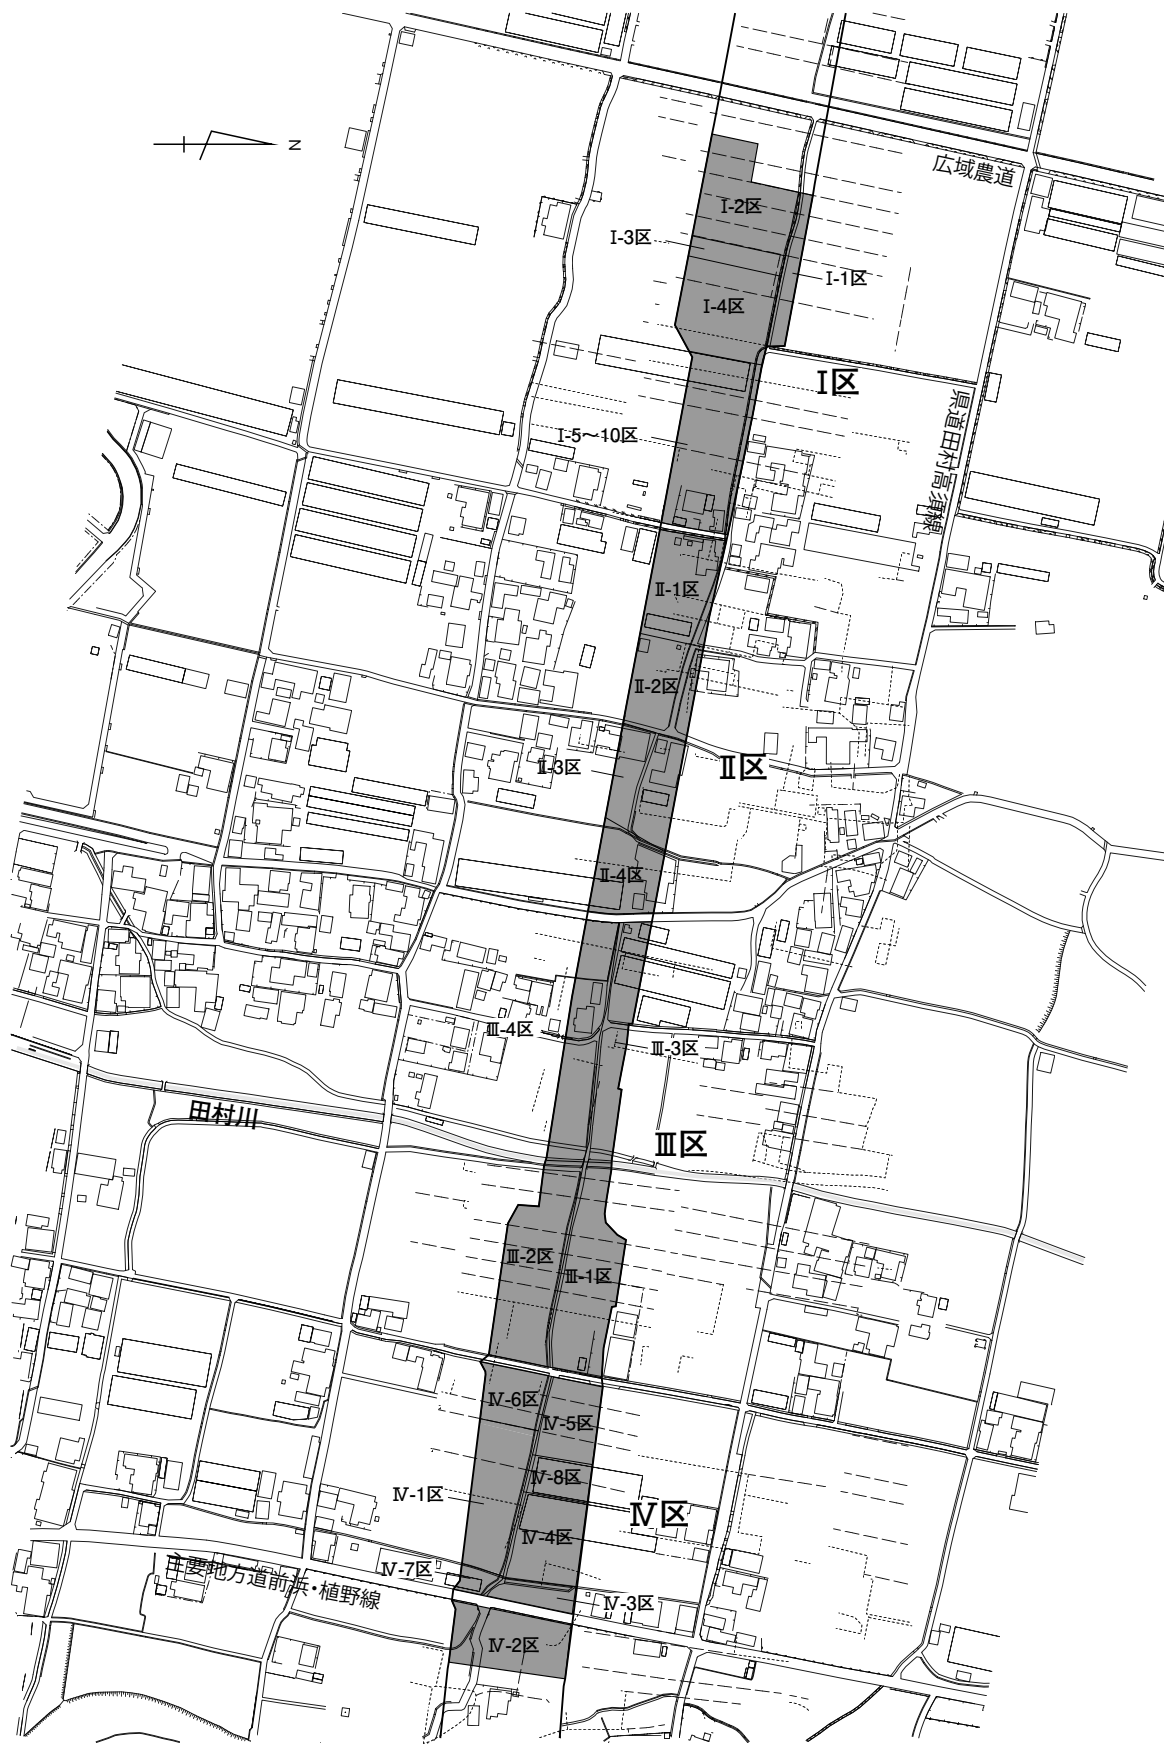 N
広域農道
Ⅰ-2区
Ⅰ-3区
Ⅰ-1区
Ⅰ-4区
Ⅰ区
県道田村高須線
Ⅰ-5〜10区
Ⅱ-1区
Ⅱ-2区
Ⅱ-3区
Ⅱ区
Ⅱ-4区
Ⅲ-4区
Ⅲ-3区
田村川
Ⅲ区
Ⅲ-2区
Ⅲ-1区
Ⅳ-6区
Ⅳ-5区
Ⅳ-8区
Ⅳ-1区
Ⅳ区
Ⅳ-4区
Ⅳ-7区
主要地方道前浜・植野線
Ⅳ-3区
Ⅳ-2区